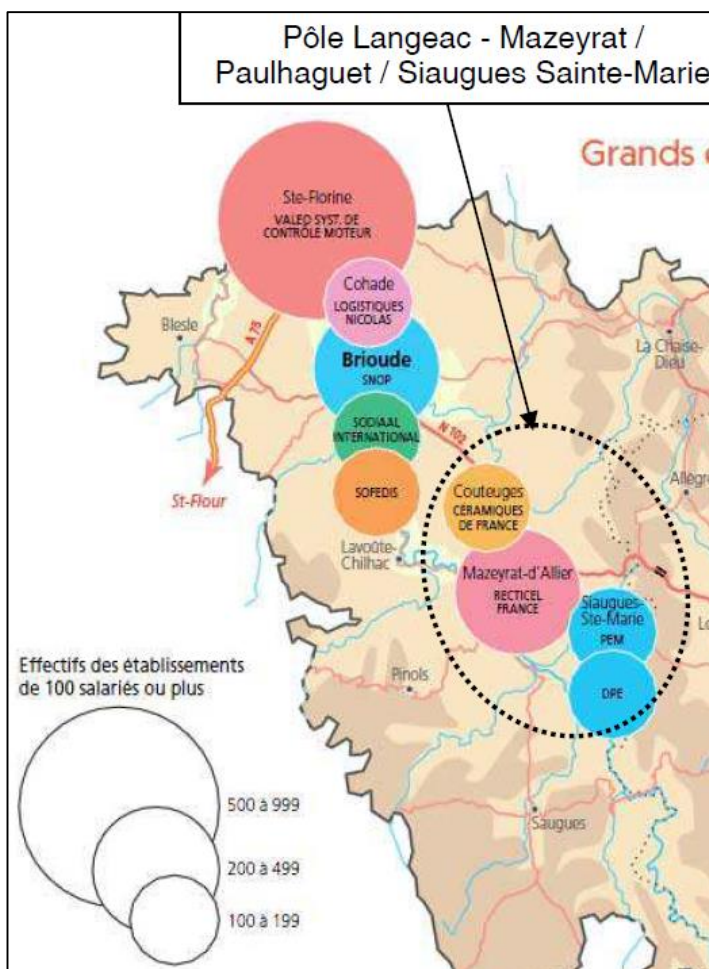 Pôle Langeac - Mazeyrat /
Paulhaguet / Siaugues Sainte-Marie
Grands
Ste-Florine
VALEO SYST. DE
CONTRÔLE MOTEUR
Cohade
LOGISTIQUES
NICOLAS
Blesle
A 75
La Chaise-
Dieu
Brioude
SNOP
SODIAAL
INTERNATIONAL
N 102
SOFEDIS
St-Flour
Couteuges
CÉRAMIQUES
DE FRANCE
Allègre
Lavoûte-
Chilhac
Mazeyrat-d'Allier
RECTICEL
FRANCE
Siaugues-
Ste-Marie
PEM
DPE
Pinols
Effectifs des établissements
de 100 salariés ou plus
500 à 999
200 à 499
100 à 199
Saugues